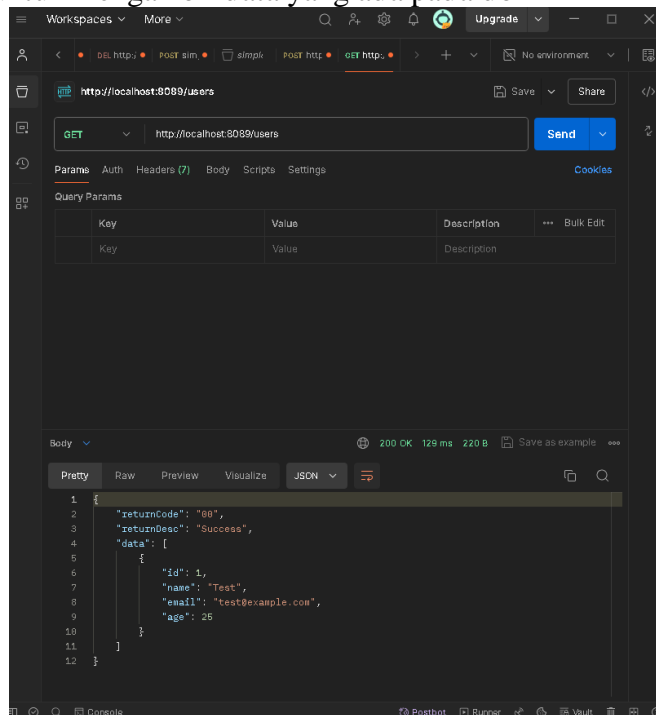 Workspaces More Upgrade
DEL http:/ POST sim, simple POST http GET http:, No environment
HTTP http://localhost:8089/users Save Share
GET http://localhost:8089/users Send
Params Auth Headers (7) Body Scripts Settings Cookies
Query Params
Key Value Description Bulk Edit
Key Value Description
Body 200 OK 129 ms 220 B Save as example
Pretty Raw Preview Visualize JSON
1 {
2 "returnCode": "00",
3 "returnDesc": "Success",
4 "data": [
5 {
6 "id": 1,
7 "name": "Test",
8 "email": "test@example.com",
9 "age": 25
10 }
11 ]
12 }
Console Postbot Runner Vault